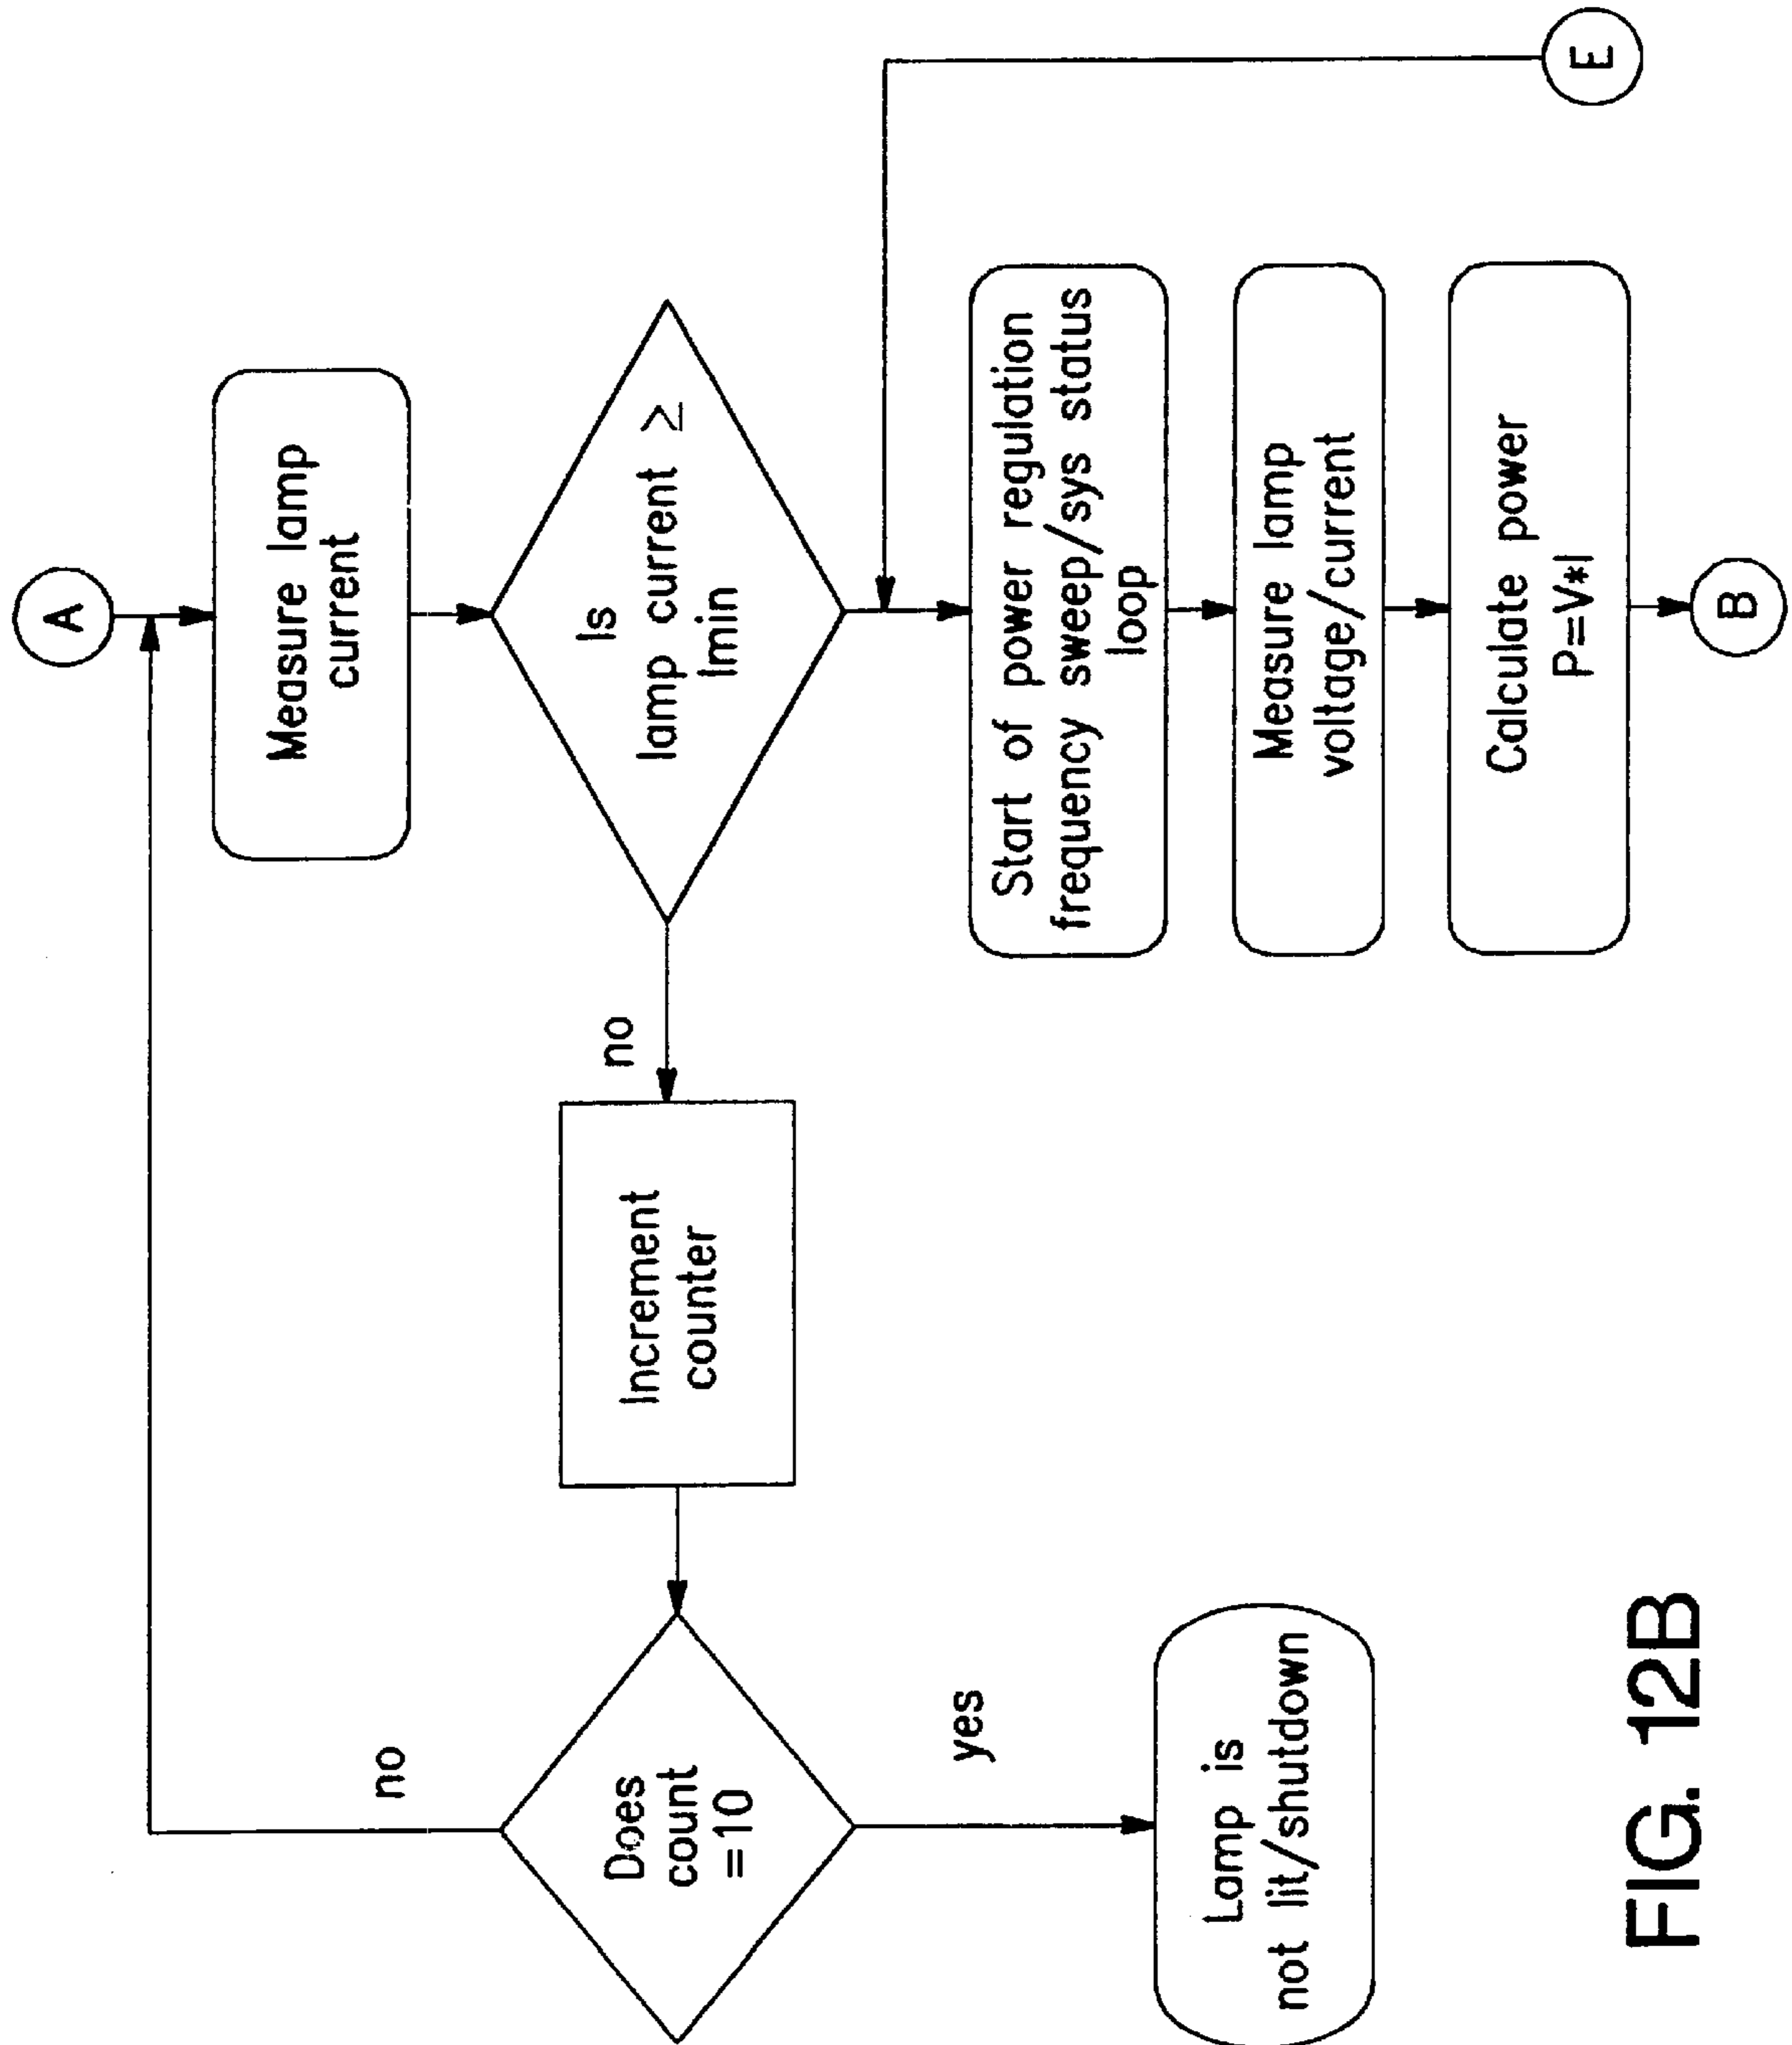 A
Measure lamp
current
Is
lamp current ≥
Imin
no
Increment
counter
Does
count
=10
no
yes
Lamp is
not lit/shutdown
E
Start of power regulation
frequency sweep/sys status
loop
Measure lamp
voltage/current
Calculate power
P=V*I
B
FIG. 12B